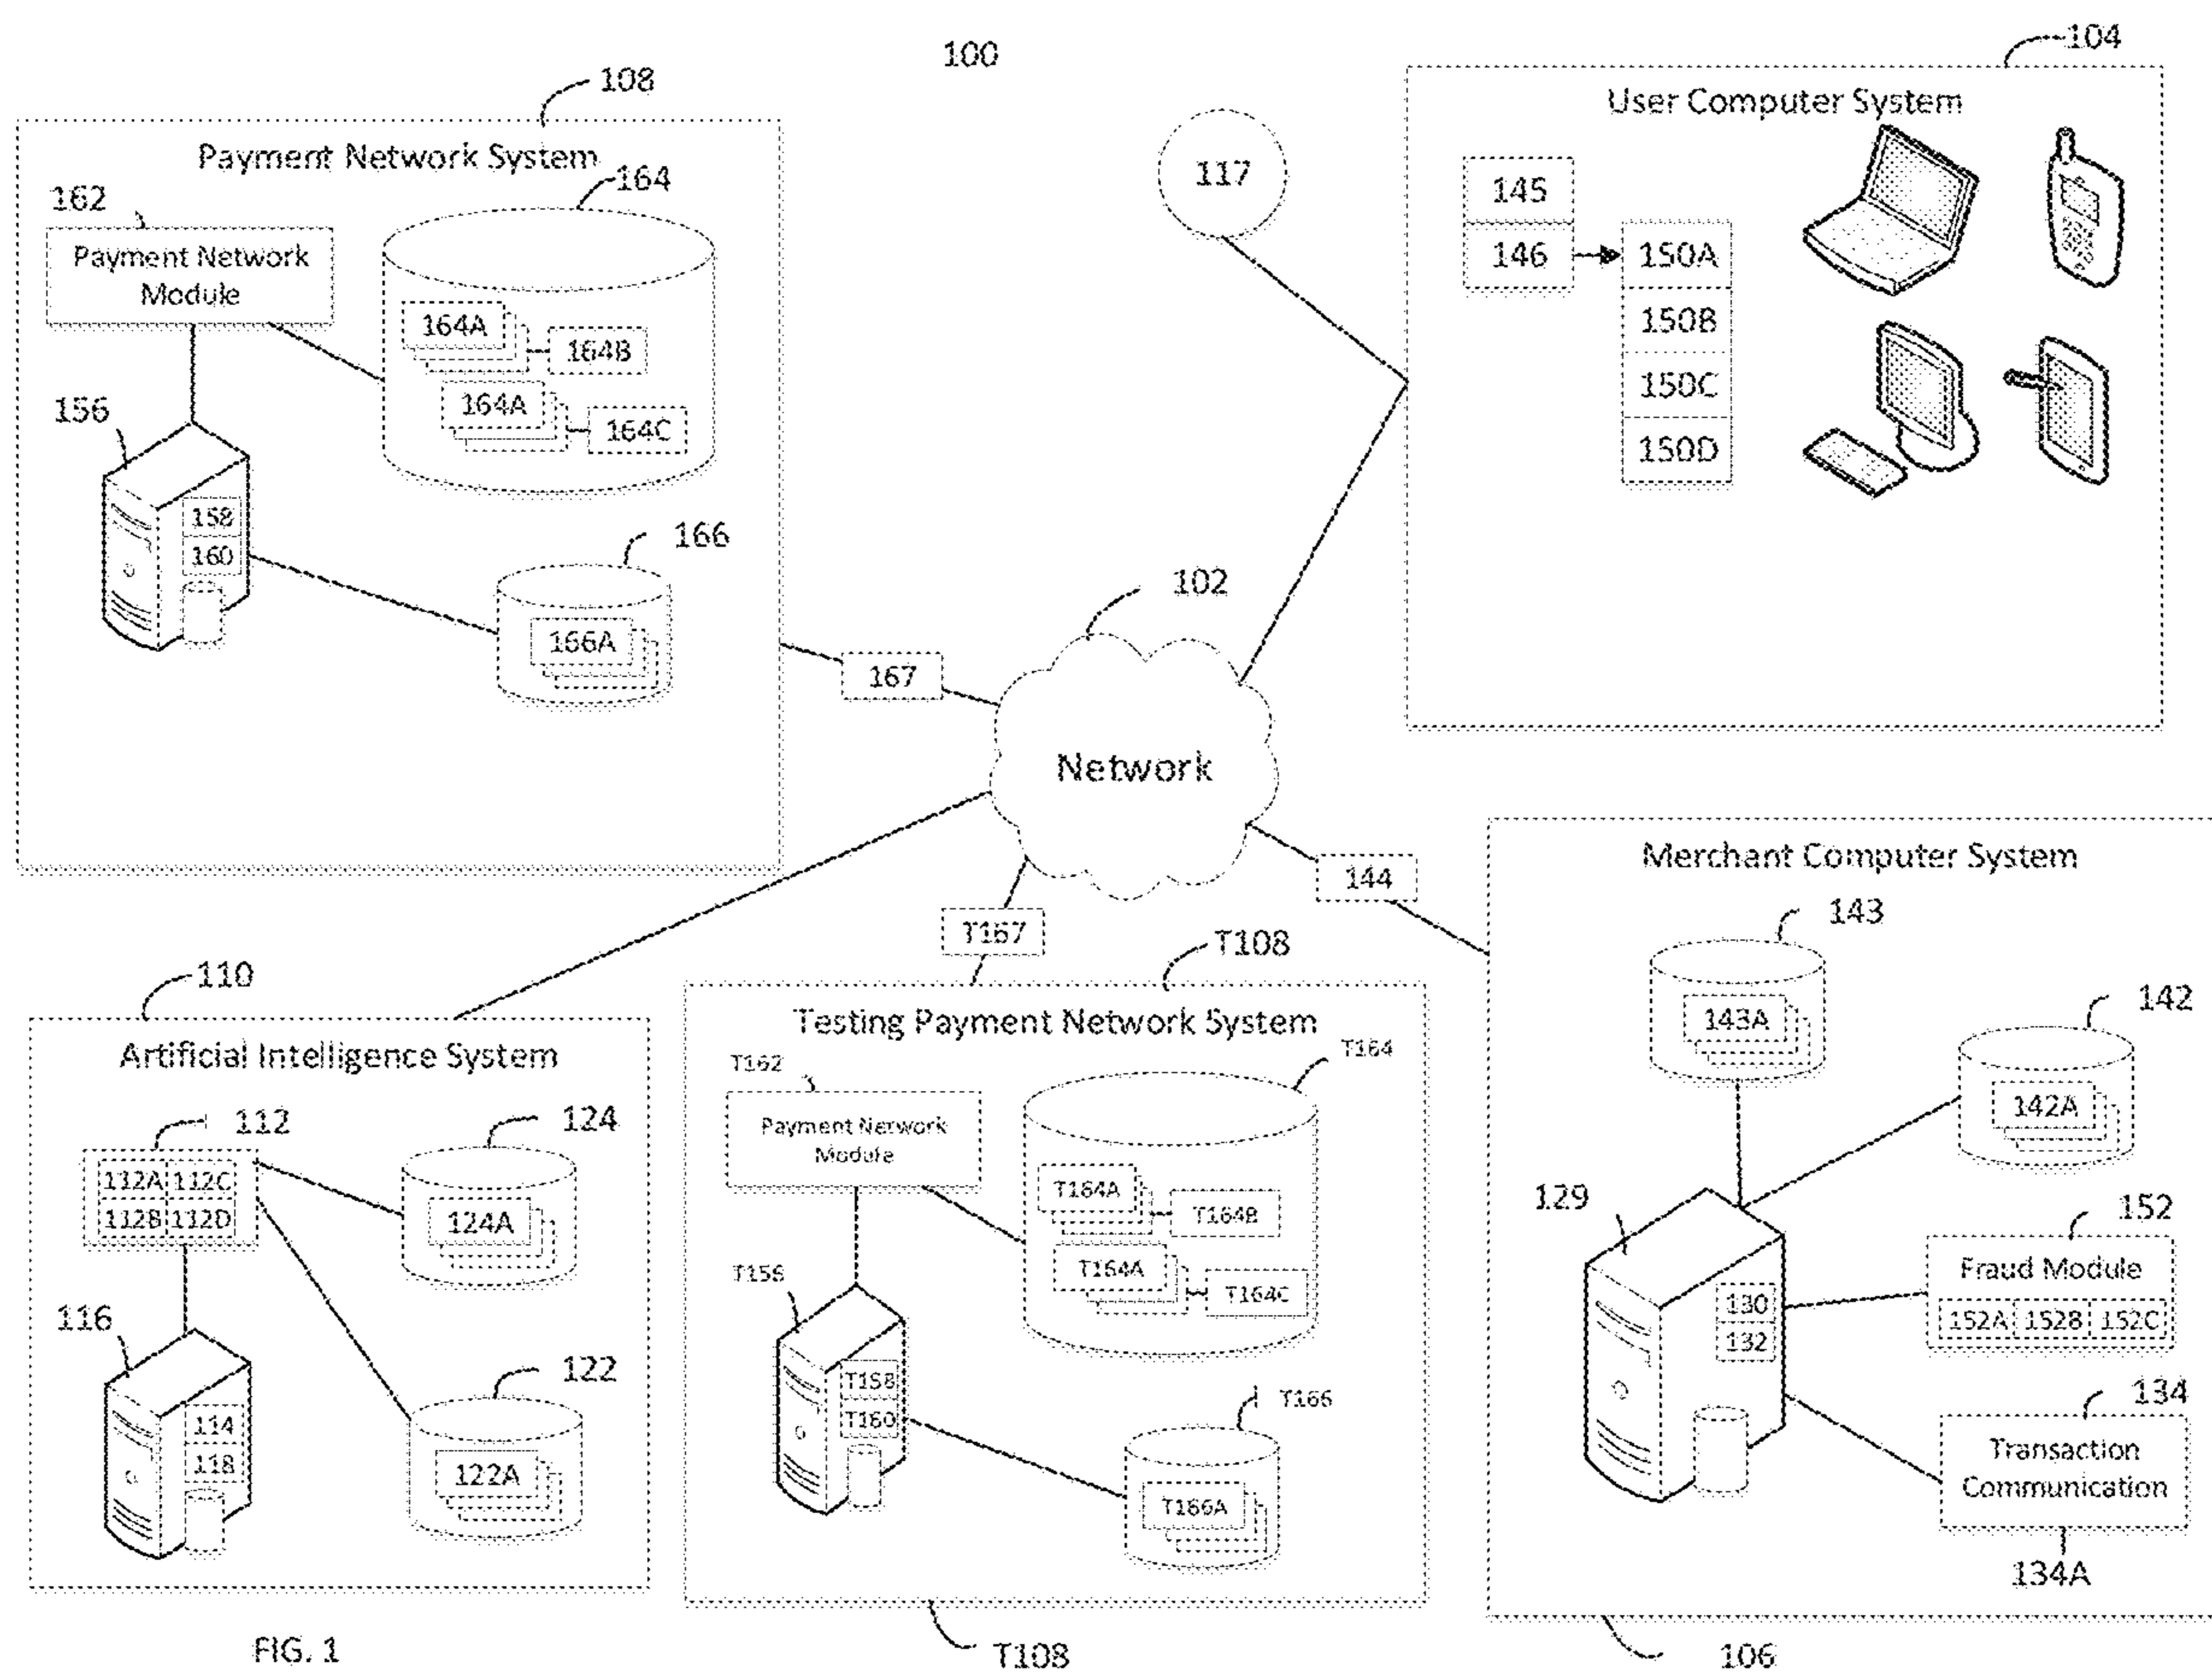 100
108
Payment Network System
162
164
Payment Network
Module
164A
164B
164A
164C
156
158
160
166
166A
167
117
104
User Computer System
145
146
150A
150B
150C
150D
102
Network
144
T167
110
Artificial Intelligence System
112
112A 112C
112B 112D
124
124A
116
114
118
122
122A
T108
Testing Payment Network System
T162
T164
Payment Network
Module
T164A
T164B
T164A
T164C
T156
T158
T160
T166
T166A
T108
Merchant Computer System
143
143A
142
142A
129
130
132
152
Fraud Module
152A 152B 152C
134
Transaction
Communication
134A
106
FIG. 1